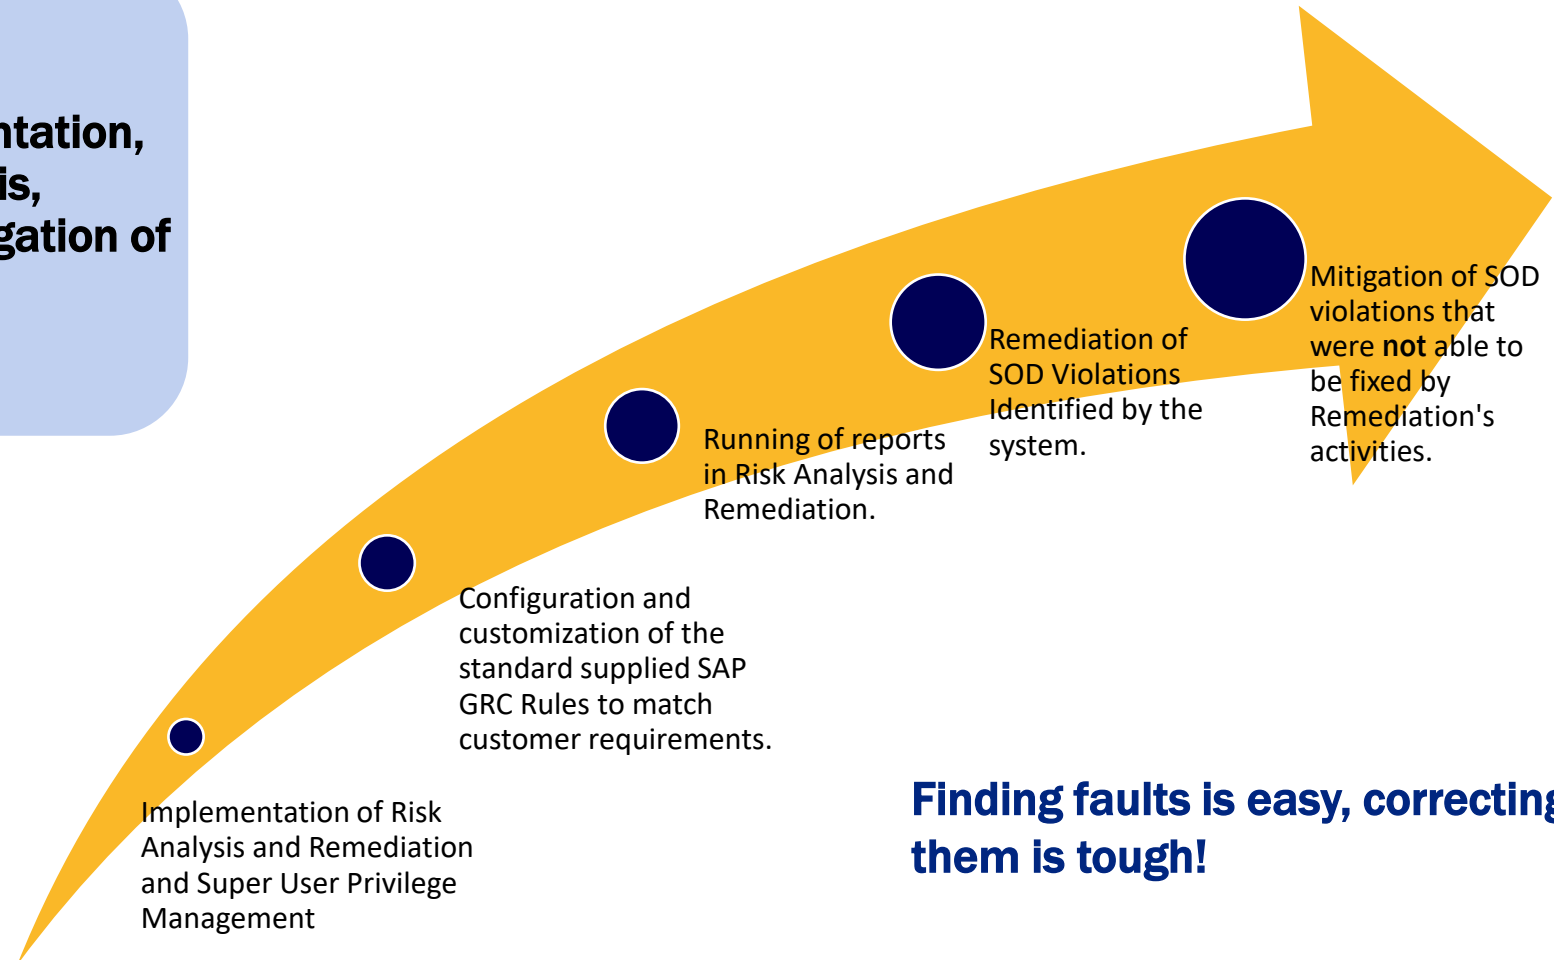 ntation,
is,
gation of
Mitigation of SOD
violations that
were not able to
be fixed by
Remediation's
activities.
Remediation of
SOD Violations
Identified by the
system.
Running of reports
in Risk Analysis and
Remediation.
Configuration and
customization of the
standard supplied SAP
GRC Rules to match
customer requirements.
Implementation of Risk
Analysis and Remediation
and Super User Privilege
Management
Finding faults is easy, correcting
them is tough!